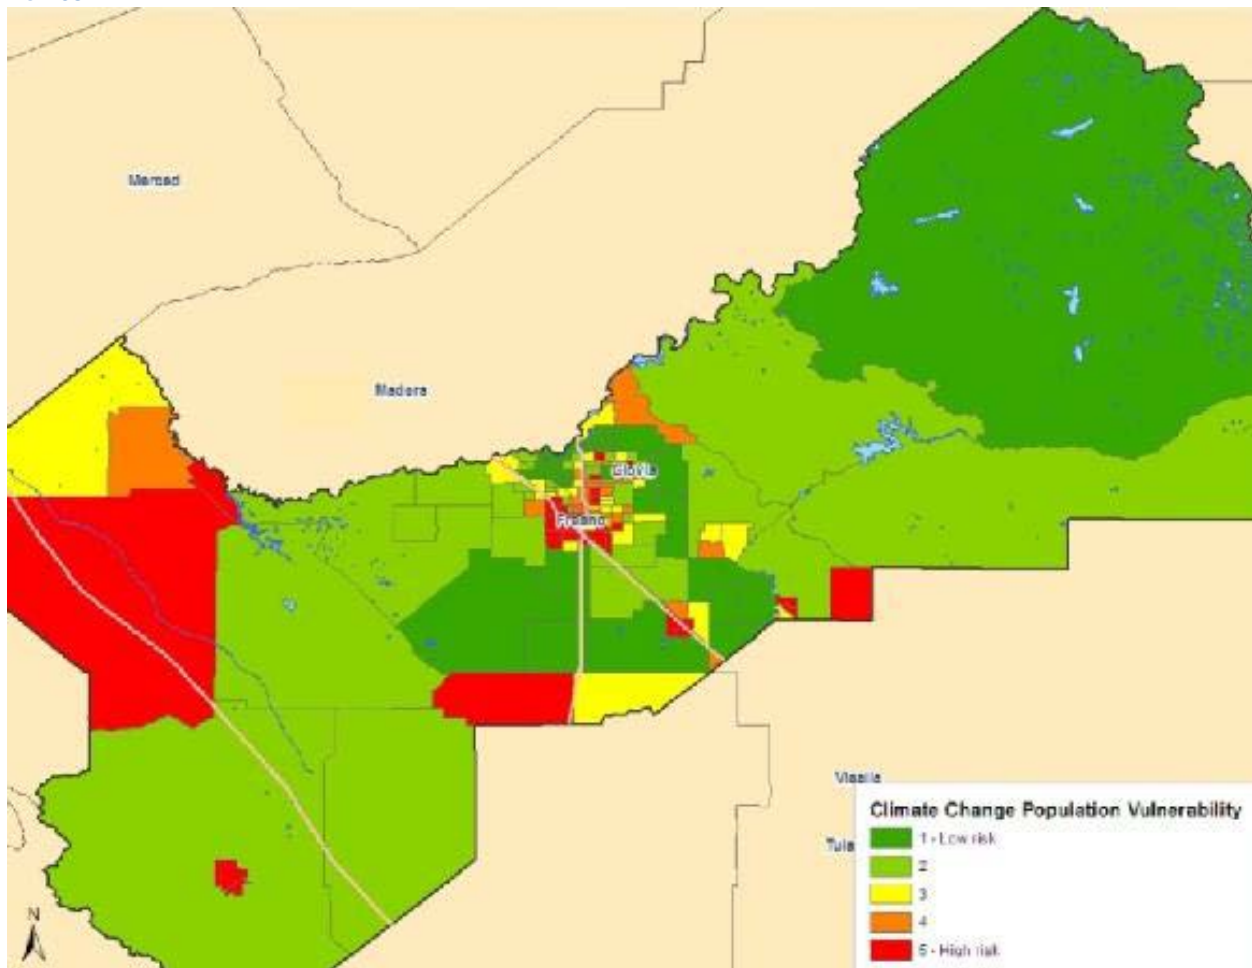 Merced
Madera
Clovis
Fresno
Visalia
Tula
Climate Change Population Vulnerability
1 - Low risk
2
3
4
5 - High risk
N